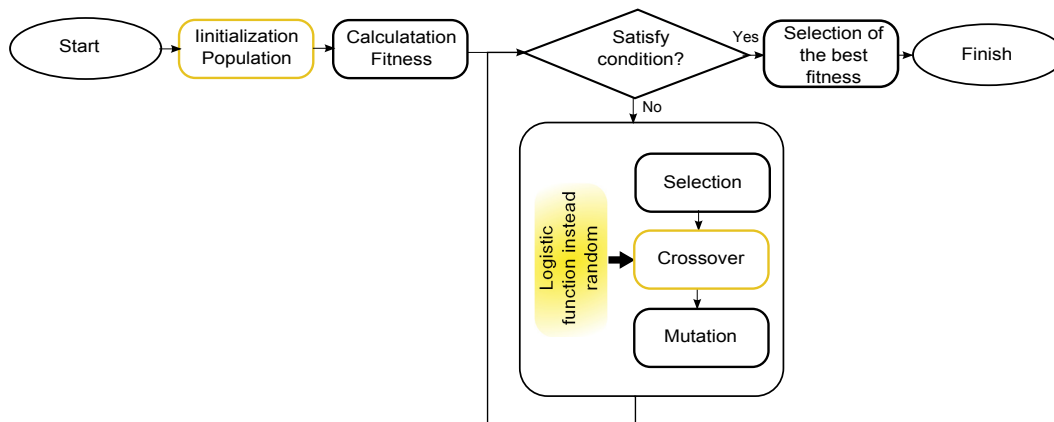 Start
Iinitialization
Population
Calculatation
Fitness
Satisfy
condition?
Yes
Selection of
the best
fitness
Finish
No
Logistic
function instead
random
Selection
Crossover
Mutation